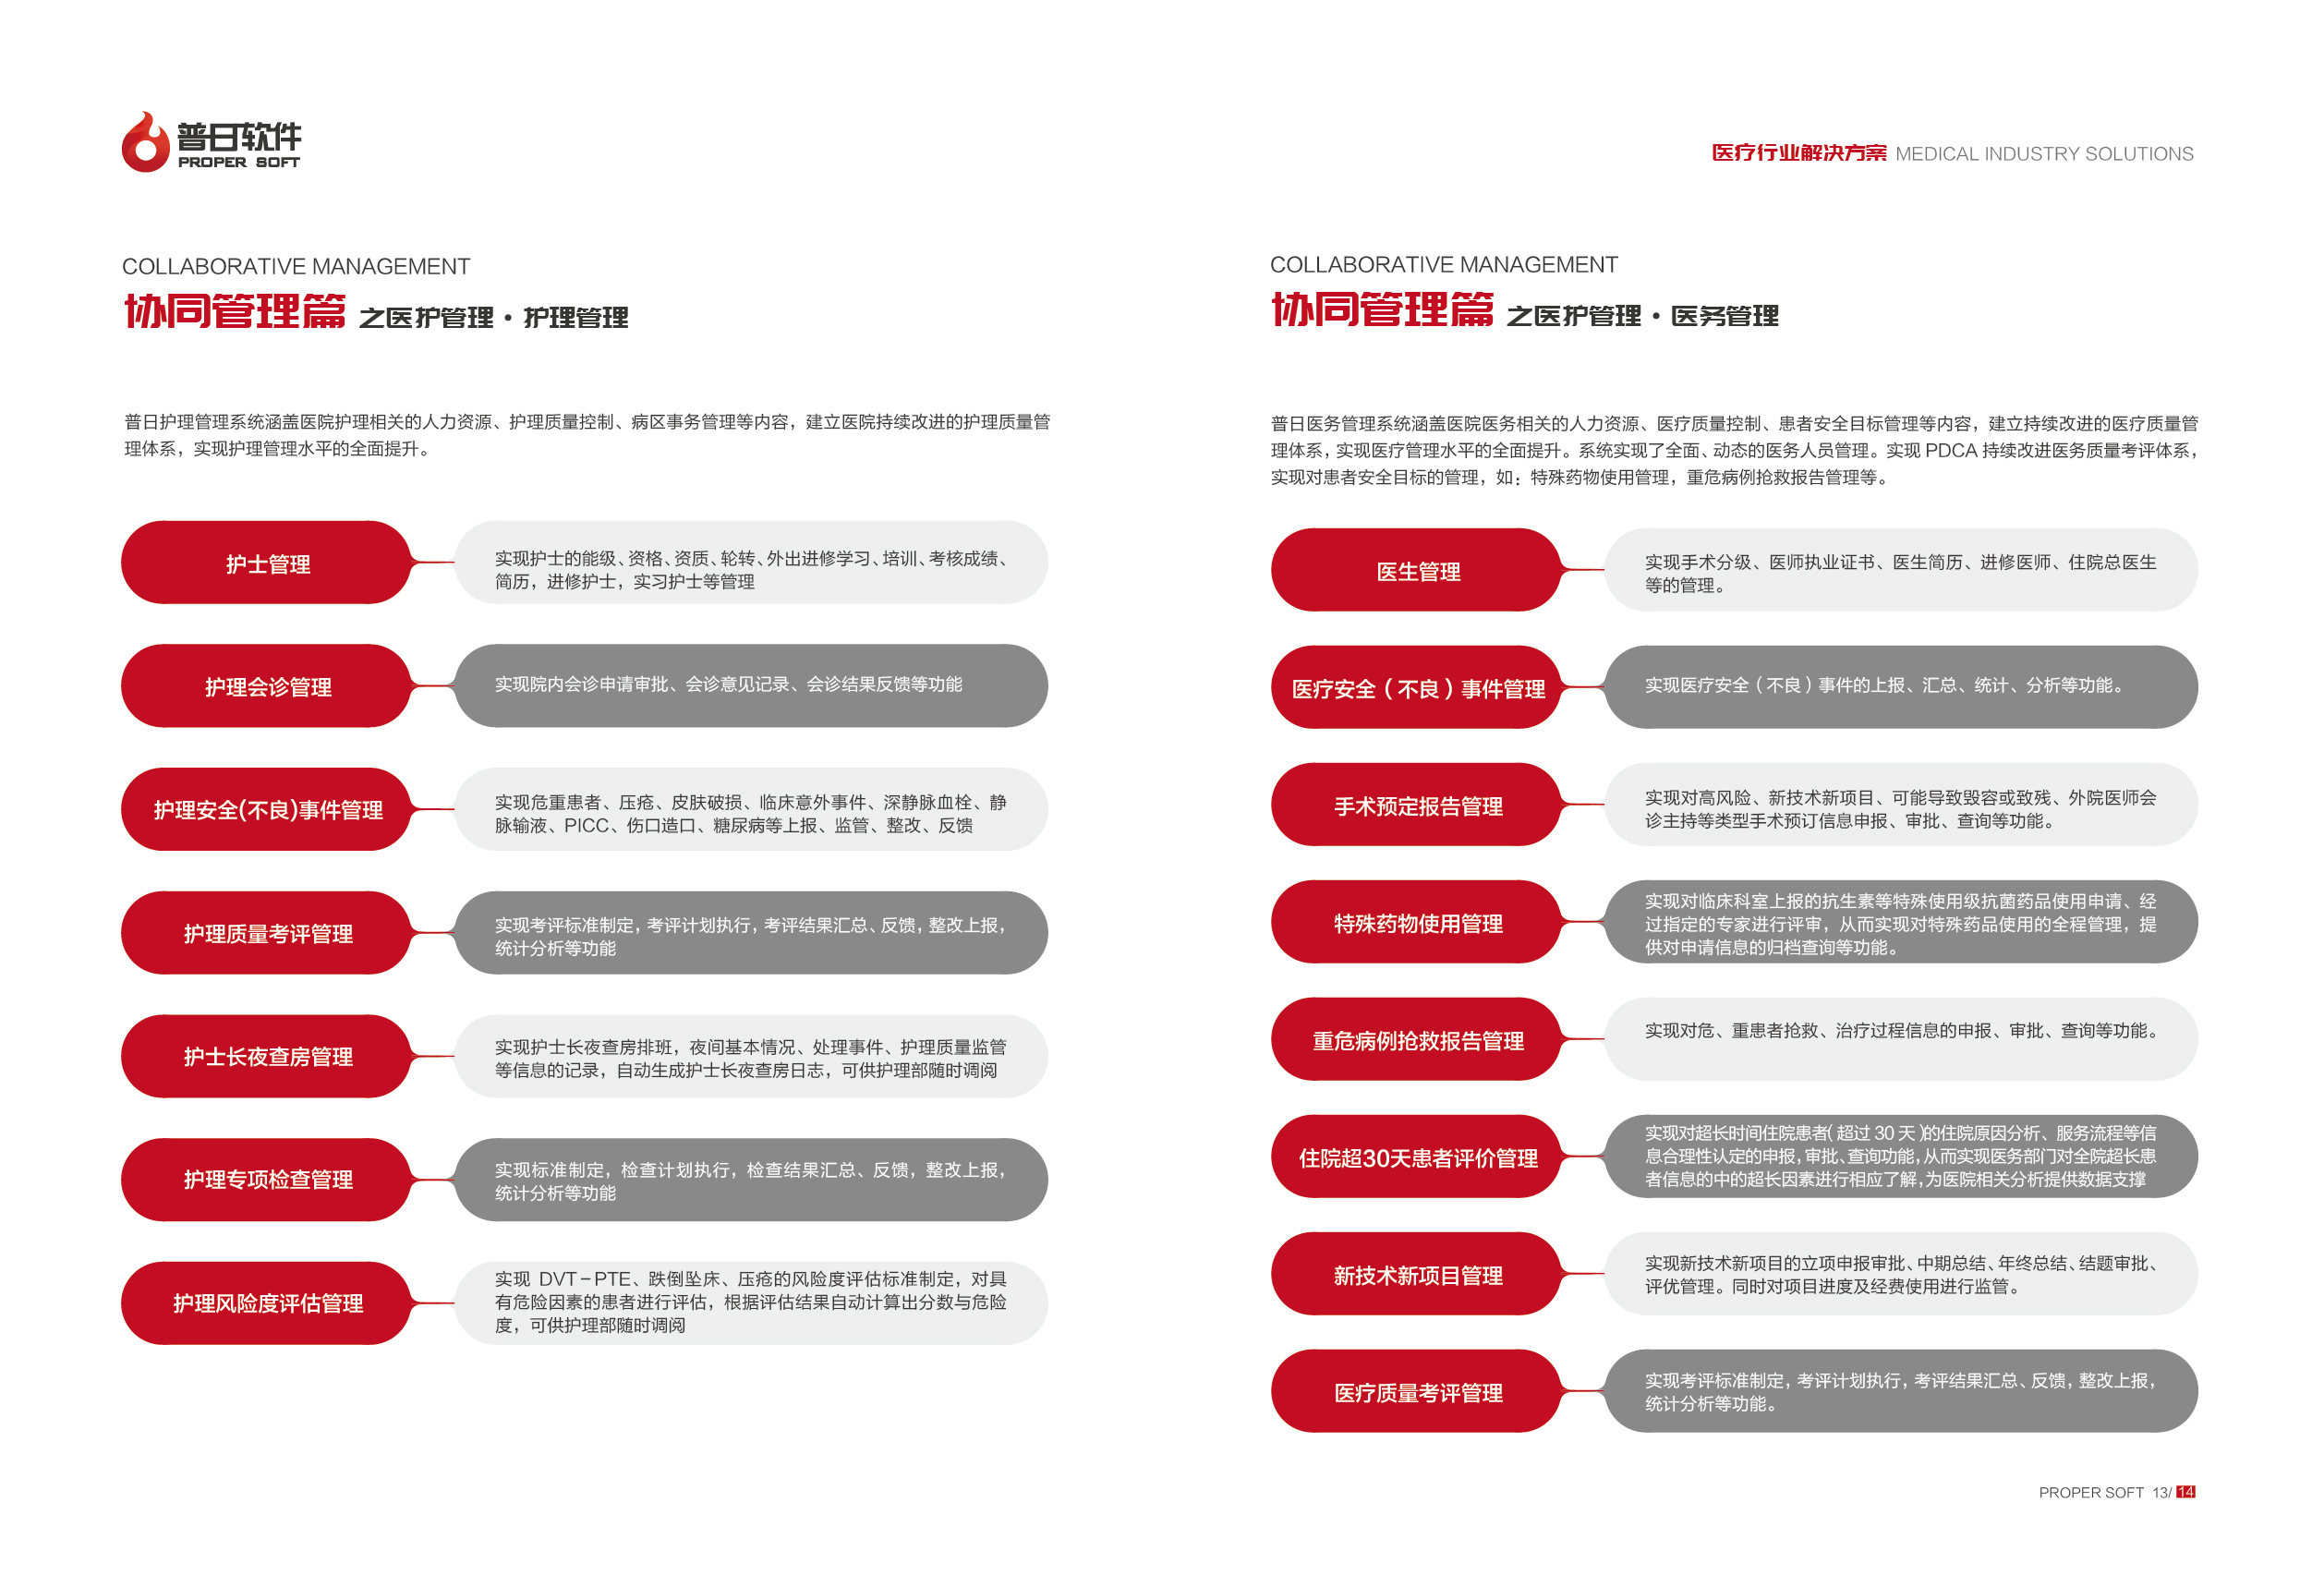 普日软件
PROPER SOFT
医疗行业解决方案 MEDICAL INDUSTRY SOLUTIONS
COLLABORATIVE MANAGEMENT
协同管理篇 之医护管理·护理管理
普日护理管理系统涵盖医院护理相关的人力资源、护理质量控制、病区事务管理等内容，建立医院持续改进的护理质量管
理体系，实现护理管理水平的全面提升。
护士管理
实现护士的能级、资格、资质、轮转、外出进修学习、培训、考核成绩、
简历，进修护士，实习护士等管理
护理会诊管理
实现院内会诊申请审批、会诊意见记录、会诊结果反馈等功能
护理安全(不良)事件管理
实现危重患者、压疮、皮肤破损、临床意外事件、深静脉血栓、静
脉输液、PICC、伤口造口、糖尿病等上报、监管、整改、反馈
护理质量考评管理
实现考评标准制定，考评计划执行，考评结果汇总、反馈，整改上报，
统计分析等功能
护士长夜查房管理
实现护士长夜查房排班，夜间基本情况、处理事件、护理质量监管
等信息的记录，自动生成护士长夜查房日志，可供护理部随时调阅
护理专项检查管理
实现标准制定，检查计划执行，检查结果汇总、反馈，整改上报，
统计分析等功能
护理风险度评估管理
实现 DVT-PTE、跌倒坠床、压疮的风险度评估标准制定，对具
有危险因素的患者进行评估，根据评估结果自动计算出分数与危险
度，可供护理部随时调阅
COLLABORATIVE MANAGEMENT
协同管理篇 之医护管理·医务管理
普日医务管理系统涵盖医院医务相关的人力资源、医疗质量控制、患者安全目标管理等内容，建立持续改进的医疗质量管
理体系，实现医疗管理水平的全面提升。系统实现了全面、动态的医务人员管理。实现 PDCA 持续改进医务质量考评体系，
实现对患者安全目标的管理，如：特殊药物使用管理，重危病例抢救报告管理等。
医生管理
实现手术分级、医师执业证书、医生简历、进修医师、住院总医生
等的管理。
医疗安全（不良）事件管理
实现医疗安全（不良）事件的上报、汇总、统计、分析等功能。
手术预定报告管理
实现对高风险、新技术新项目、可能导致毁容或致残、外院医师会
诊主持等类型手术预订信息申报、审批、查询等功能。
特殊药物使用管理
实现对临床科室上报的抗生素等特殊使用级抗菌药品使用申请、经
过指定的专家进行评审，从而实现对特殊药品使用的全程管理，提
供对申请信息的归档查询等功能。
重危病例抢救报告管理
实现对危、重患者抢救、治疗过程信息的申报、审批、查询等功能。
住院超30天患者评价管理
实现对超长时间住院患者（超过 30 天）的住院原因分析、服务流程等信
息合理性认定的申报，审批、查询功能，从而实现医务部门对全院超长患
者信息的中的超长因素进行相应了解，为医院相关分析提供数据支撑
新技术新项目管理
实现新技术新项目的立项申报审批、中期总结、年终总结、结题审批、
评优管理。同时对项目进度及经费使用进行监管。
医疗质量考评管理
实现考评标准制定，考评计划执行，考评结果汇总、反馈，整改上报，
统计分析等功能。
PROPER SOFT 13/ 14